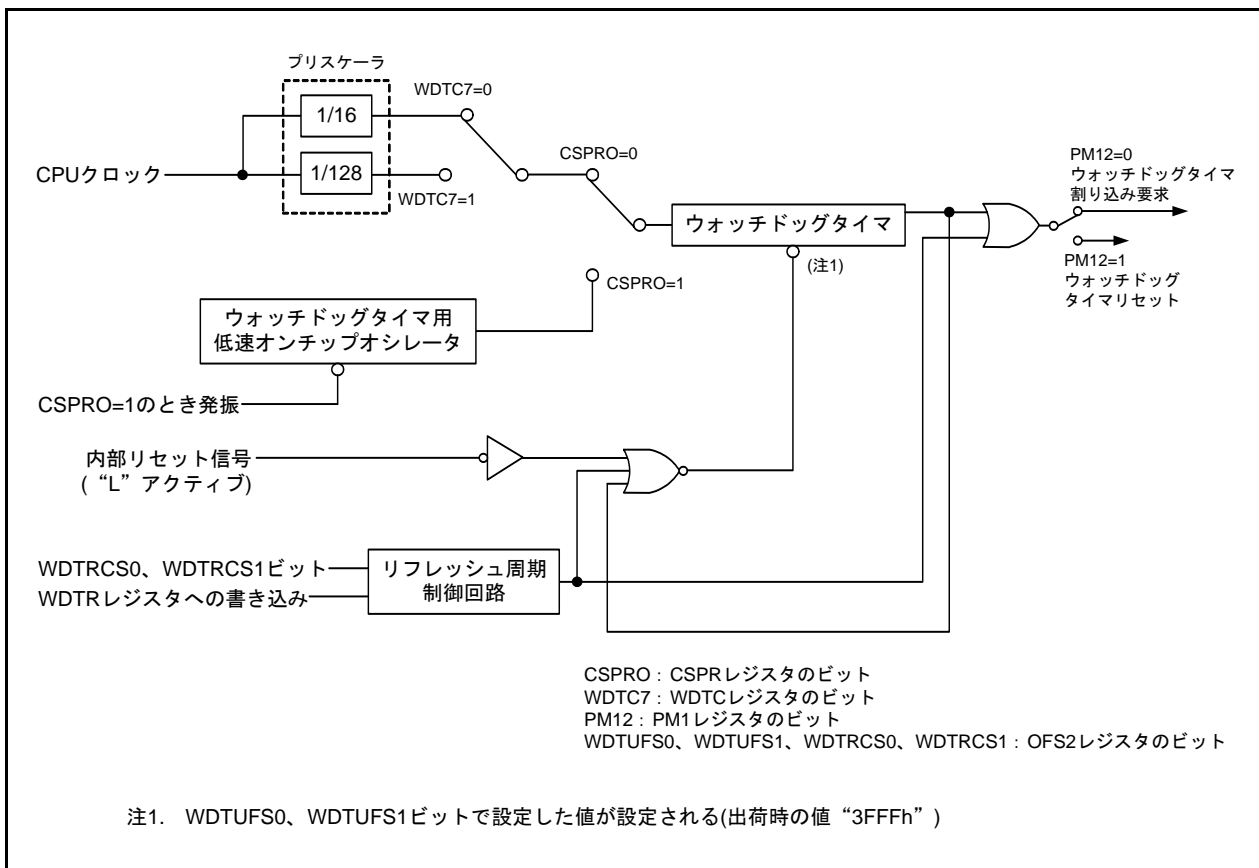 プリスケーラ
1/16
1/128
CPUクロック
WDTC7=0
WDTC7=1
CSPRO=0
CSPRO=1
ウォッチドッグタイマ
(注1)
PM12=0
ウォッチドッグタイマ
割り込み要求
PM12=1
ウォッチドッグ
タイマリセット
ウォッチドッグタイマ用
低速オンチップオシレータ
CSPRO=1のとき発振
内部リセット信号
(“L”アクティブ)
WDTRCS0、WDTRCS1ビット
WDTRレジスタへの書き込み
リフレッシュ周期
制御回路
CSPRO：CSPRレジスタのビット
WDTC7：WDTCレジスタのビット
PM12：PM1レジスタのビット
WDTUFS0、WDTUFS1、WDTRCS0、WDTRCS1：OFS2レジスタのビット
注1. WDTUFS0、WDTUFS1ビットで設定した値が設定される(出荷時の値“3FFFh”)